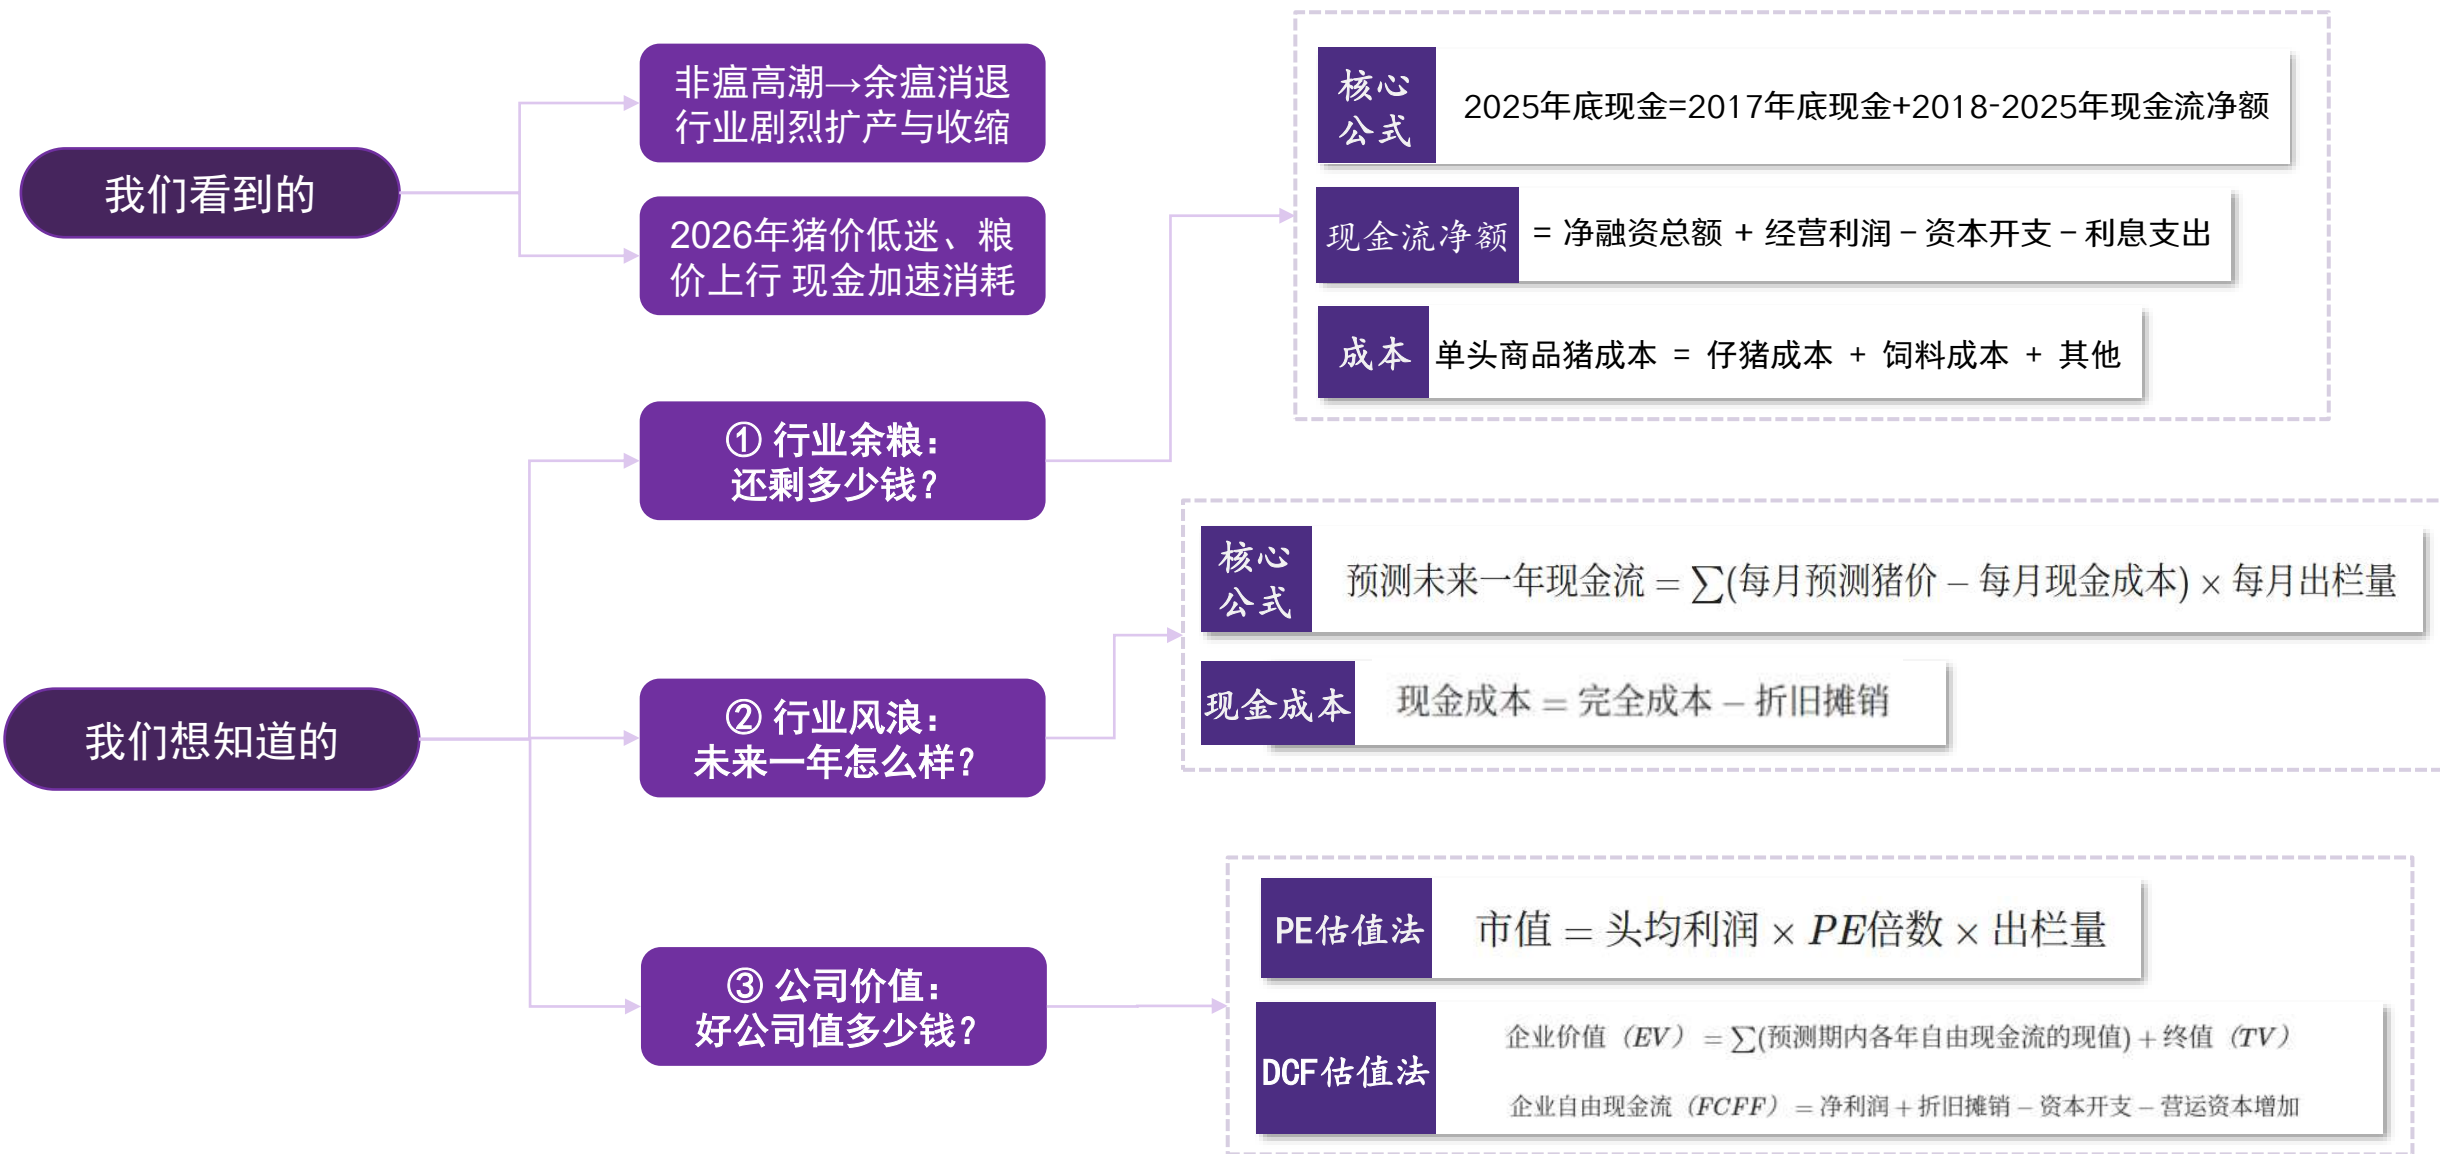 我们看到的
非瘟高潮→余瘟消退
行业剧烈扩产与收缩
2026年猪价低迷、粮
价上行 现金加速消耗
我们想知道的
① 行业余粮：
还剩多少钱？
核心
公式
2025年底现金=2017年底现金+2018-2025年现金流净额
现金流净额
= 净融资总额 + 经营利润 – 资本开支 – 利息支出
成本
单头商品猪成本 = 仔猪成本 + 饲料成本 + 其他
② 行业风浪：
未来一年怎么样？
核心
公式
预测未来一年现金流 = ∑(每月预测猪价 – 每月现金成本) × 每月出栏量
现金成本
现金成本 = 完全成本 – 折旧摊销
③ 公司价值：
好公司值多少钱？
PE估值法
市值 = 头均利润 × PE倍数 × 出栏量
DCF估值法
企业价值（EV） = ∑(预测期内各年自由现金流的现值) + 终值（TV）
企业自由现金流（FCFF） = 净利润 + 折旧摊销 – 资本开支 – 营运资本增加